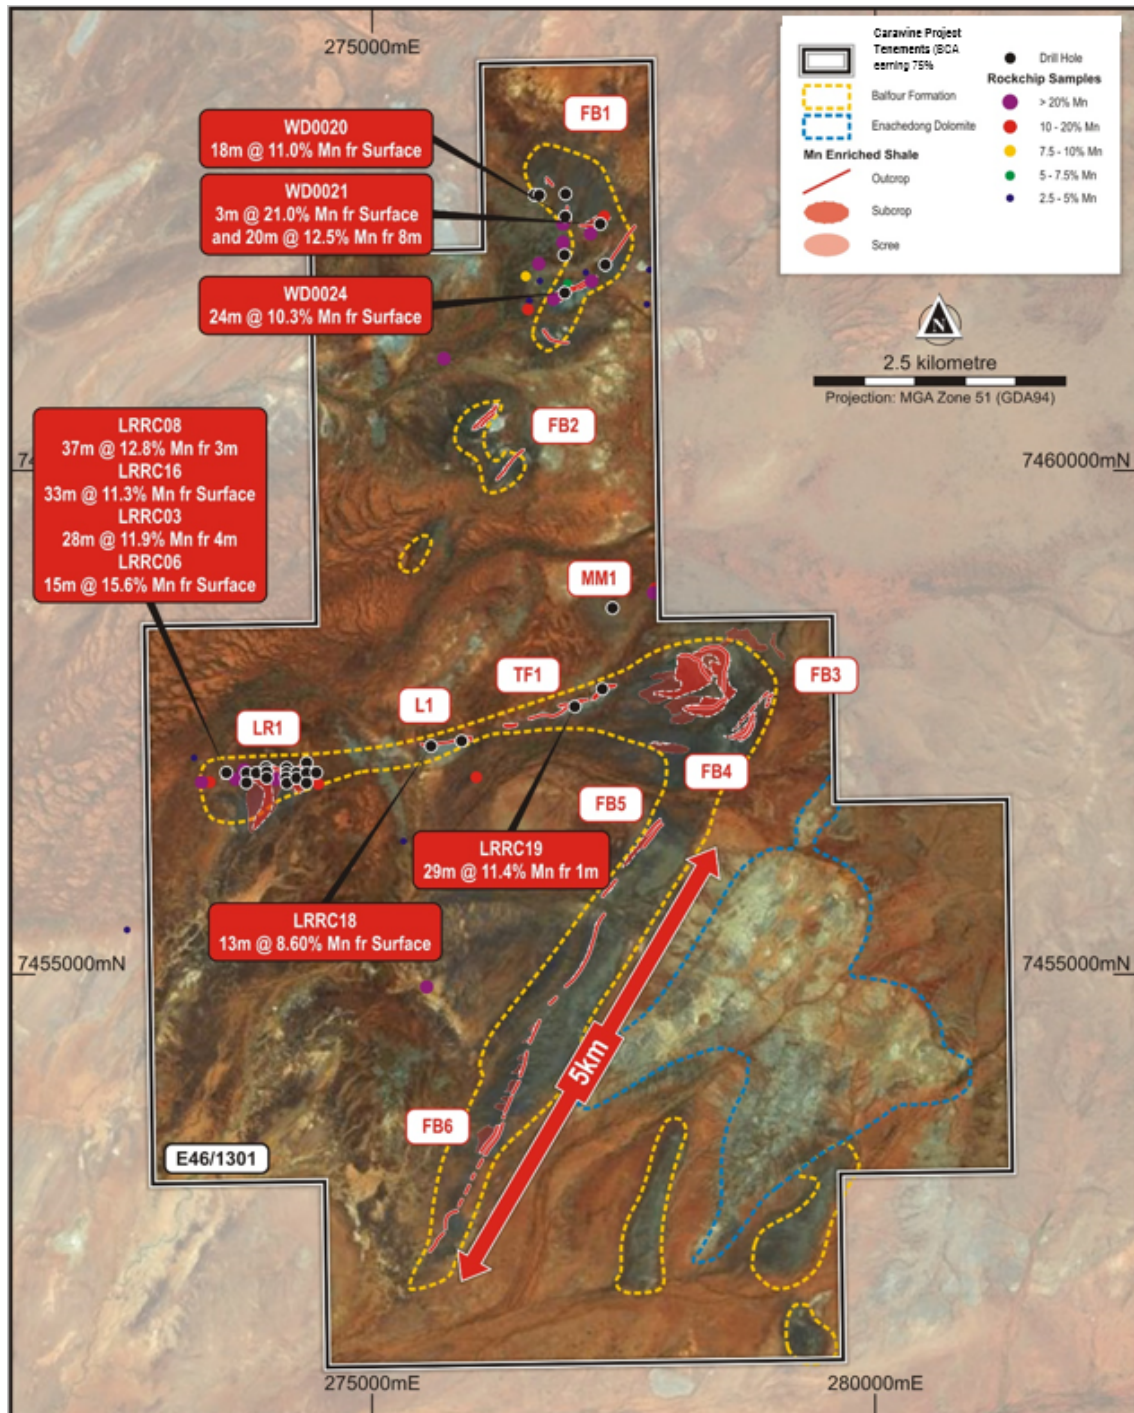 275000mE
Caravine Project
Tenements (BCA
earning 75%
Balfour Formation
Enachedong Dolomite
Mn Enriched Shale
Outcrop
Subcrop
Scree
Drill Hole
Rockchip Samples
> 20% Mn
10 - 20% Mn
7.5 - 10% Mn
5 - 7.5% Mn
2.5 - 5% Mn
FB1
WD0020
18m @ 11.0% Mn fr Surface
WD0021
3m @ 21.0% Mn fr Surface
and 20m @ 12.5% Mn fr 8m
WD0024
24m @ 10.3% Mn fr Surface
N
2.5 kilometre
Projection: MGA Zone 51 (GDA94)
LRRC08
37m @ 12.8% Mn fr 3m
LRRC16
33m @ 11.3% Mn fr Surface
LRRC03
28m @ 11.9% Mn fr 4m
LRRC06
15m @ 15.6% Mn fr Surface
FB2
7460000mN
MM1
TF1
FB3
L1
LR1
FB4
FB5
LRRC19
29m @ 11.4% Mn fr 1m
LRRC18
13m @ 8.60% Mn fr Surface
7455000mN
7455000mN
5km
FB6
E46/1301
275000mE
280000mE